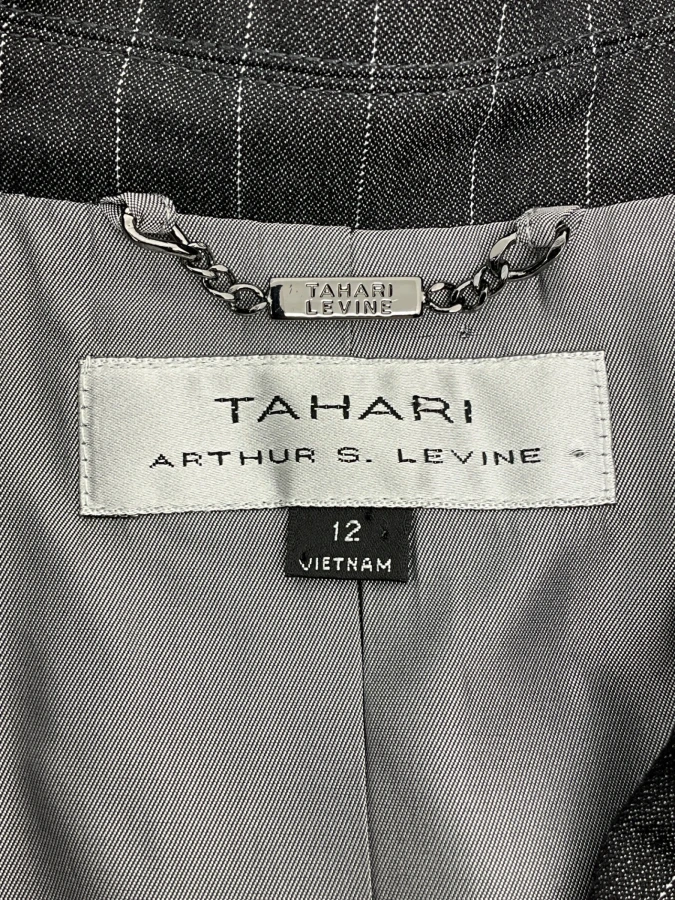 TAHARI
LEVINE
TAHARI
ARTHUR S. LEVINE
12
VIETNAM